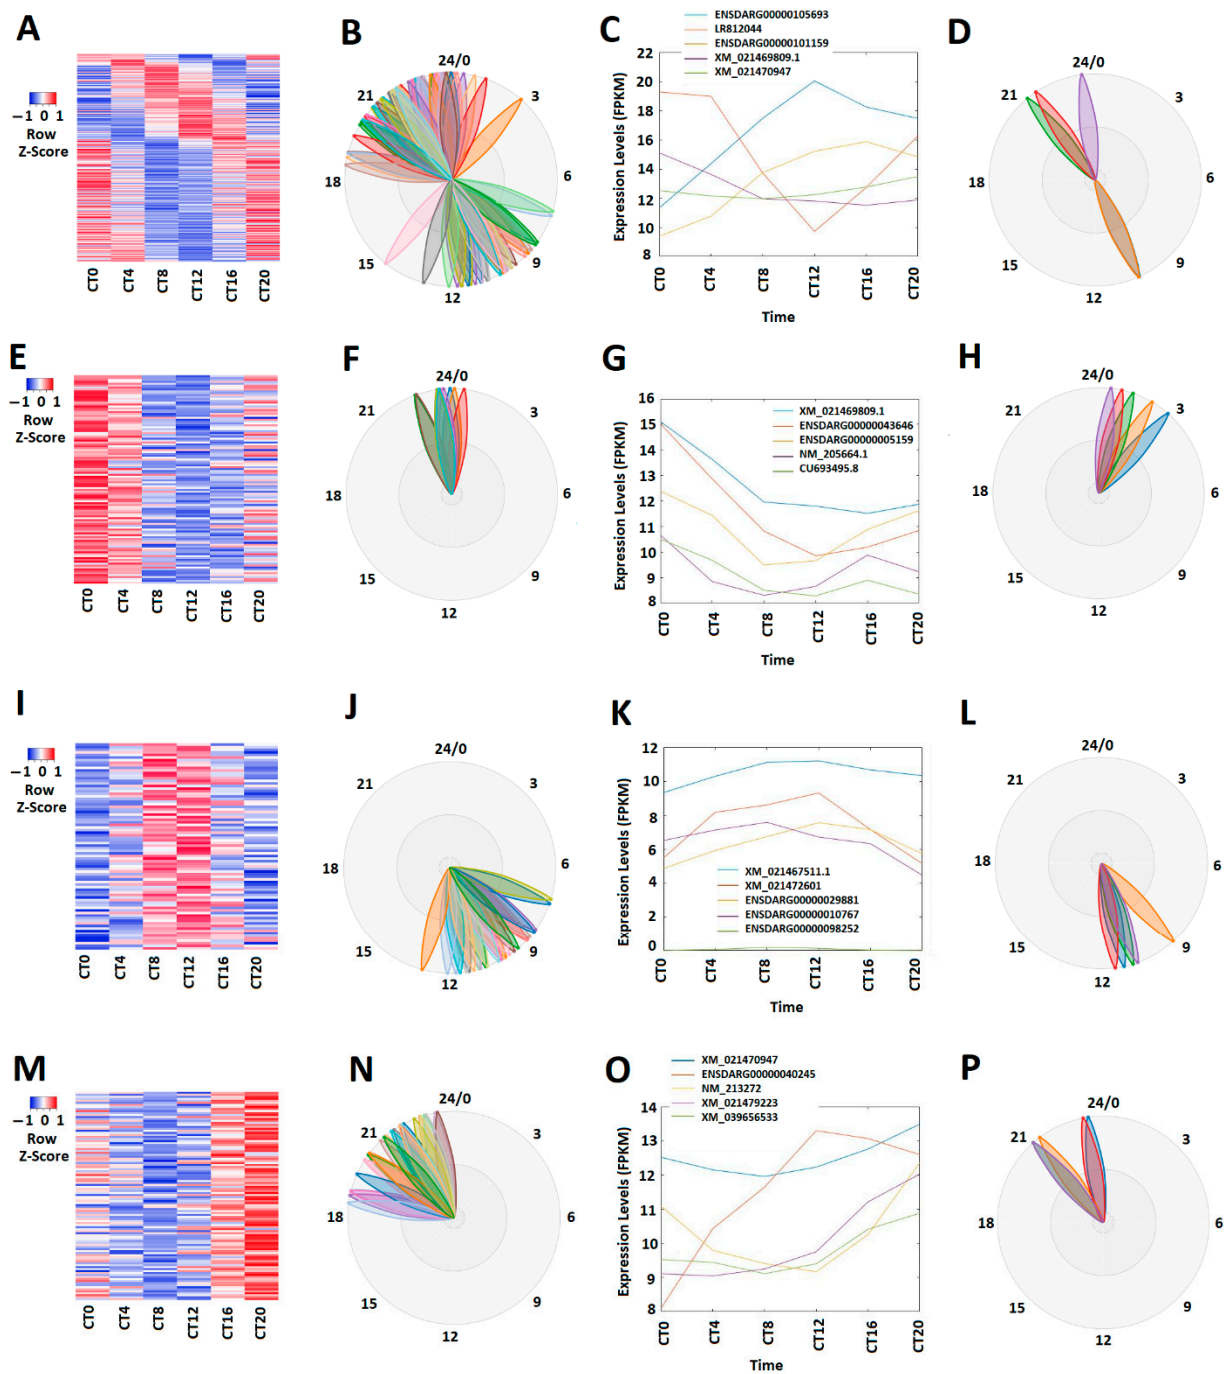 A
−1 0 1
Row
Z-Score
CT0 CT4 CT8 CT12 CT16 CT20
B
24/0
3
6
9
12
15
18
21
C
ENSDARG00000105693
LR812044
ENSDARG00000101159
XM_021469809.1
XM_021470947
Expression Levels (FPKM)
22
20
18
16
14
12
10
8
CT0 CT4 CT8 CT12 CT16 CT20
Time
D
24/0
3
6
9
12
15
18
21
E
−1 0 1
Row
Z-Score
CT0 CT4 CT8 CT12 CT16 CT20
F
24/0
3
6
9
12
15
18
21
G
XM_021469809.1
ENSDARG00000043646
ENSDARG00000005159
NM_205664.1
CU693495.8
Expression Levels (FPKM)
16
15
14
13
12
11
10
9
8
CT0 CT4 CT8 CT12 CT16 CT20
Time
H
24/0
3
6
9
12
15
18
21
I
−1 0 1
Row
Z-Score
CT0 CT4 CT8 CT12 CT16 CT20
J
24/0
3
6
9
12
15
18
21
K
Expression Levels (FPKM)
12
10
8
6
4
2
0
XM_021467511.1
XM_021472601
ENSDARG00000029881
ENSDARG00000010767
ENSDARG00000098252
CT0 CT4 CT8 CT12 CT16 CT20
Time
L
24/0
3
6
9
12
15
18
21
M
−1 0 1
Row
Z-Score
CT0 CT4 CT8 CT12 CT16 CT20
N
24/0
3
6
9
12
15
18
21
O
XM_021470947
ENSDARG00000040245
NM_213272
XM_021479223
XM_039656533
Expression Levels (FPKM)
14
13
12
11
10
9
8
CT0 CT4 CT8 CT12 CT16 CT20
Time
P
24/0
3
6
9
12
15
18
21